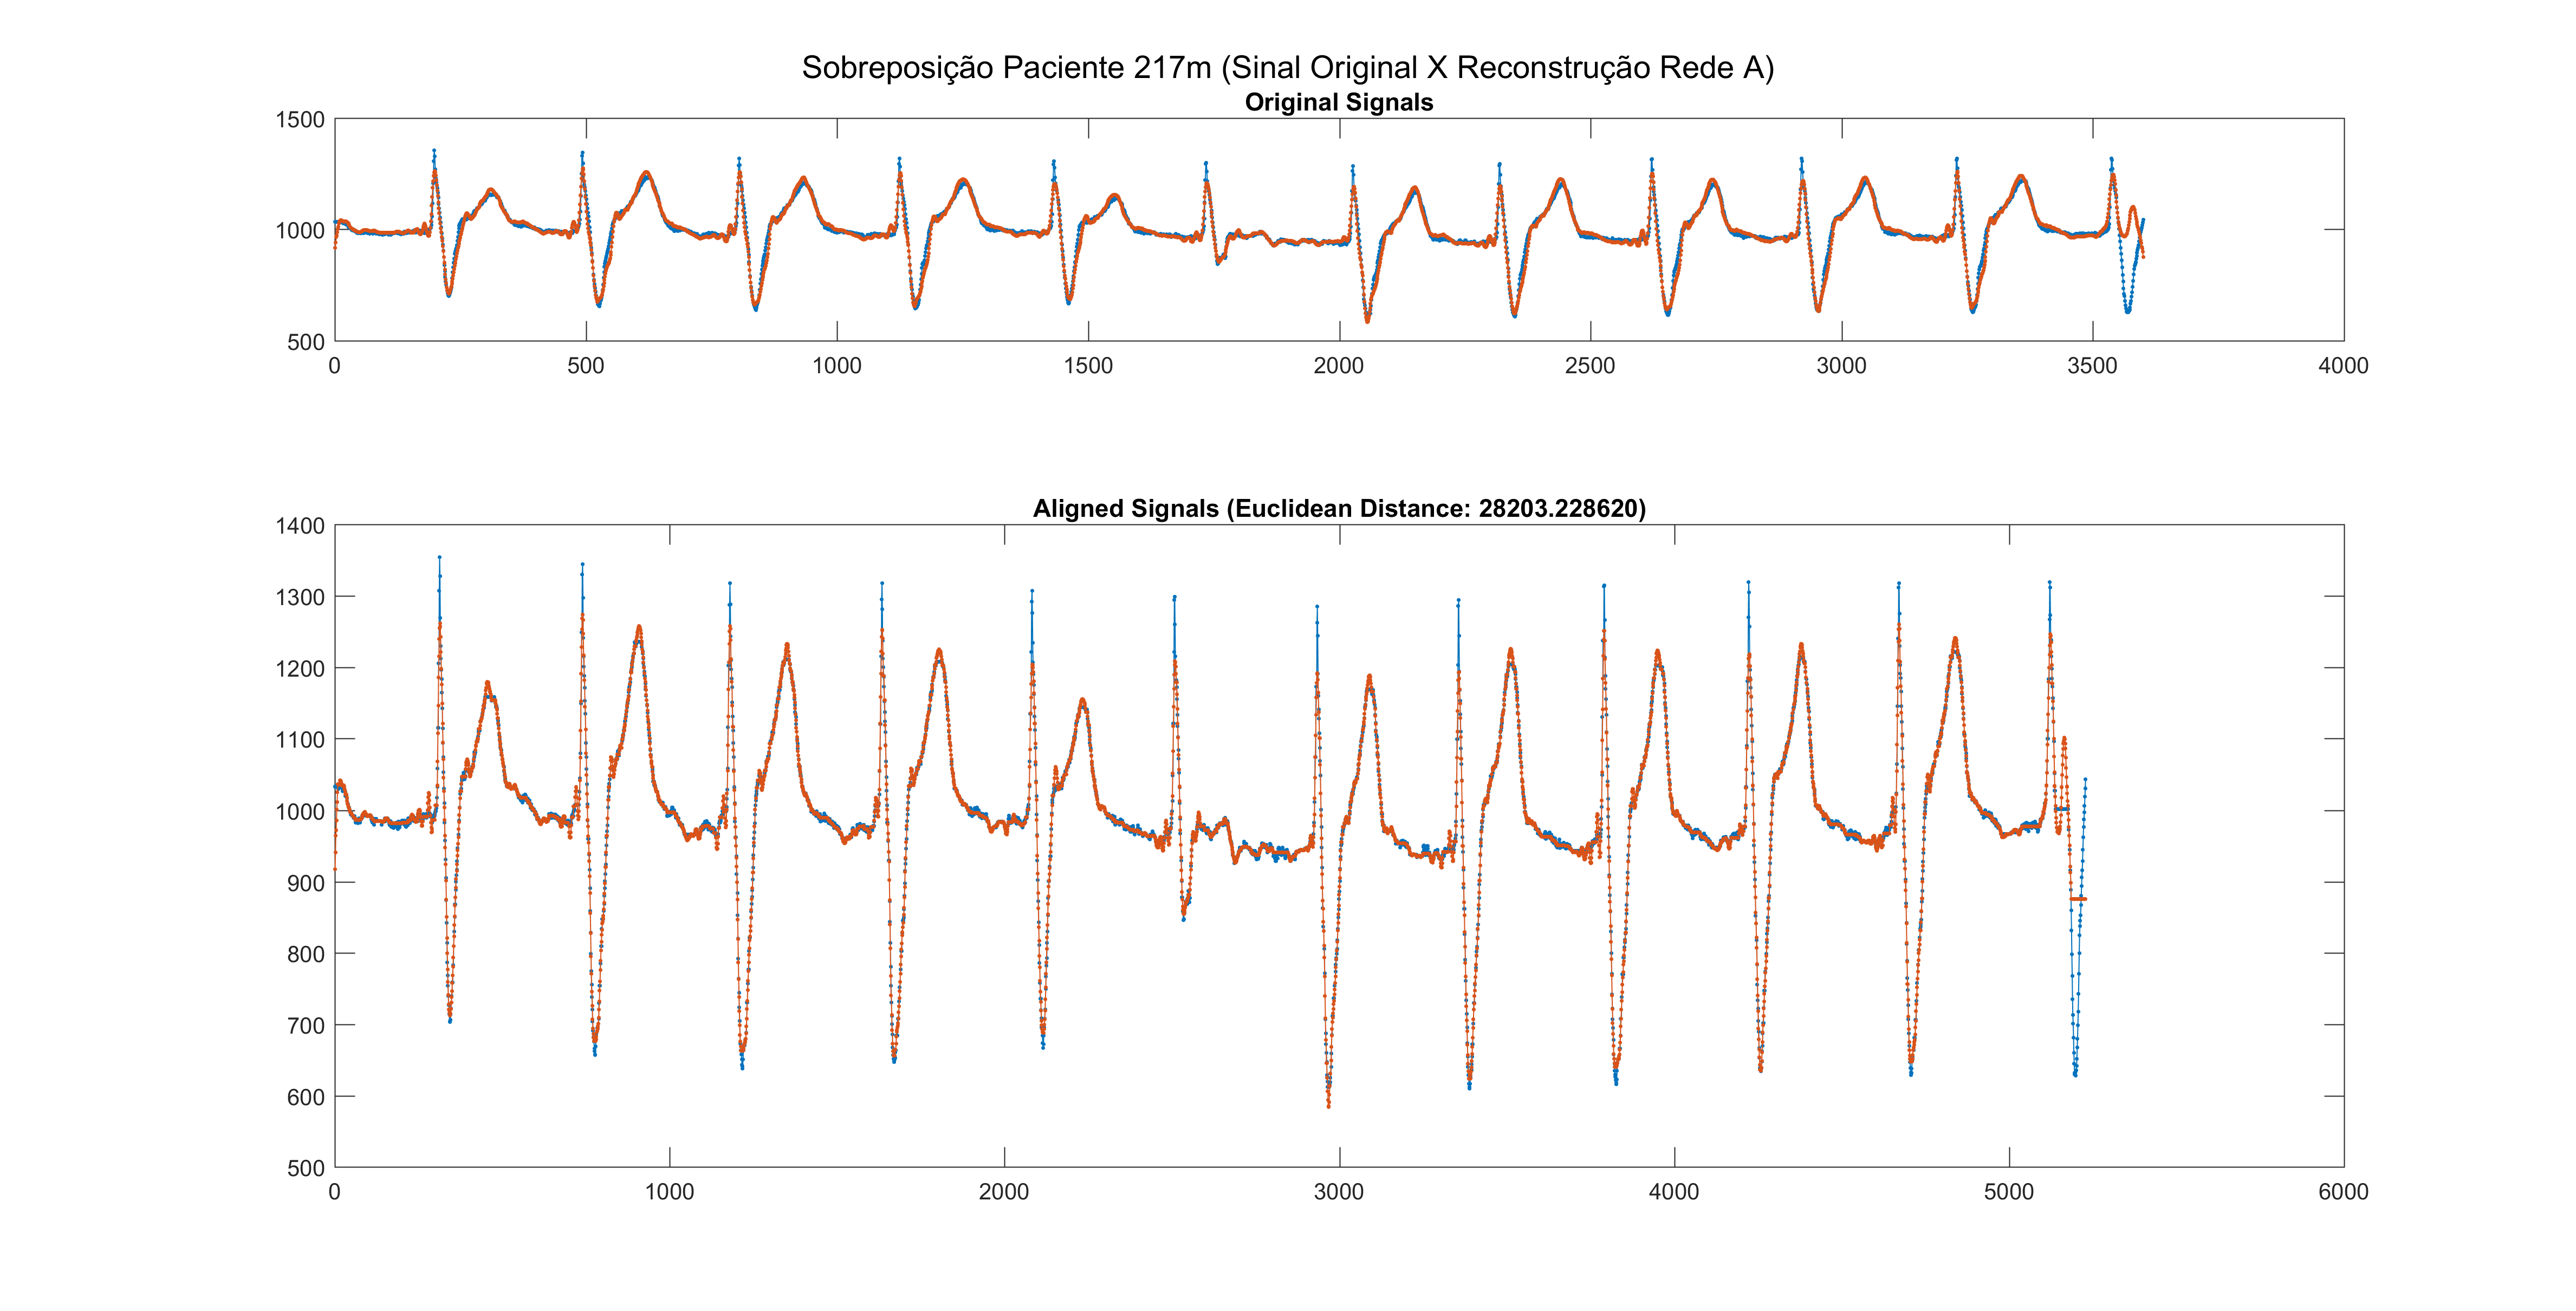 Sobreposição Paciente 217m (Sinal Original X Reconstrução Rede A)
Original Signals
1500
1000
500
0 500 1000 1500 2000 2500 3000 3500 4000
Aligned Signals (Euclidean Distance: 28203.228620)
1400
1300
1200
1100
1000
900
800
700
600
500
0 1000 2000 3000 4000 5000 6000